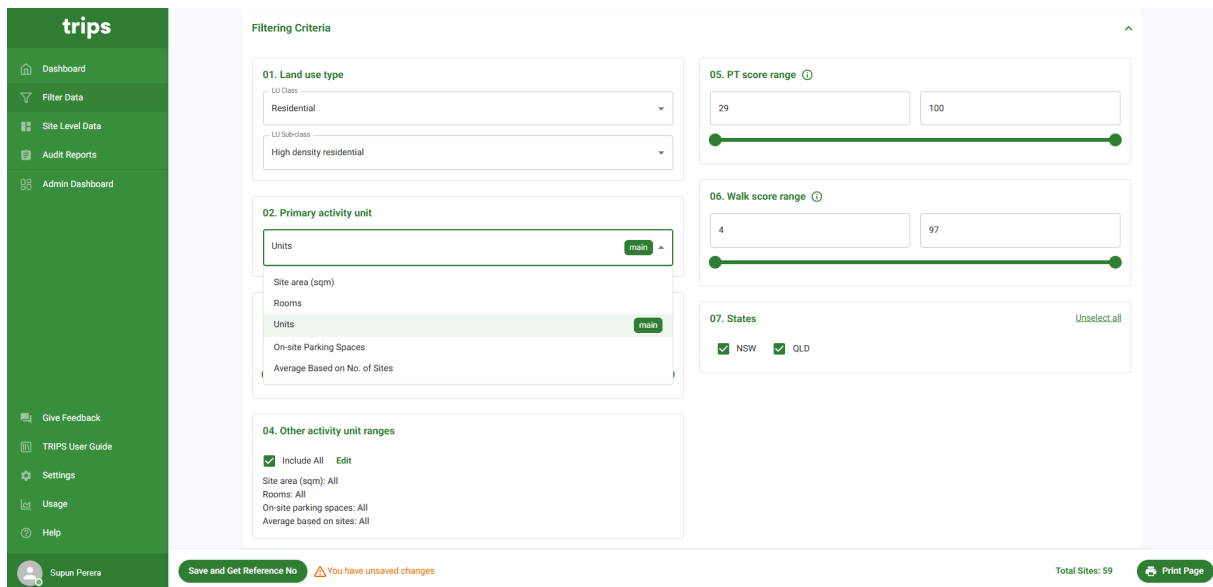 trips
Dashboard
Filter Data
Site Level Data
Audit Reports
Admin Dashboard
Give Feedback
TRIPS User Guide
Settings
Usage
Help
Supun Perera
Filtering Criteria
01. Land use type
LU Class
Residential
LU Sub-class
High density residential
02. Primary activity unit
Units main
Site area (sqm)
Rooms
Units main
On-site Parking Spaces
Average Based on No. of Sites
04. Other activity unit ranges
Include All Edit
Site area (sqm): All
Rooms: All
On-site parking spaces: All
Average based on sites: All
05. PT score range
29 100
06. Walk score range
4 97
07. States Unselect all
NSW QLD
Save and Get Reference No You have unsaved changes Total Sites: 59 Print Page